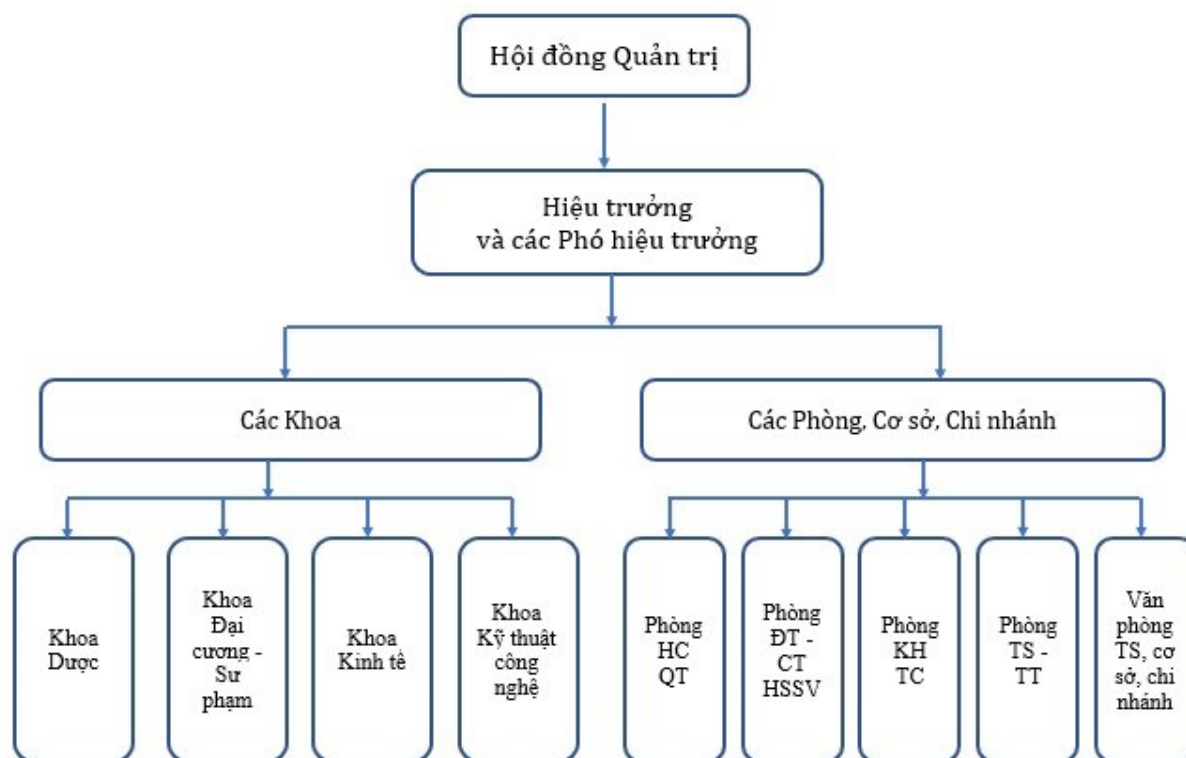 Hội đồng Quản trị
Hiệu trưởng
và các Phó hiệu trưởng
Các Khoa
Các Phòng, Cơ sở, Chi nhánh
Khoa
Dược
Khoa
Đại
cương -
Sư
phạm
Khoa
Kinh tế
Khoa
Kỹ thuật
công
nghệ
Phòng
HC
QT
Phòng
ĐT -
CT
HSSV
Phòng
KH
TC
Phòng
TS -
TT
Văn
phòng
TS, cơ
sở, chi
nhánh